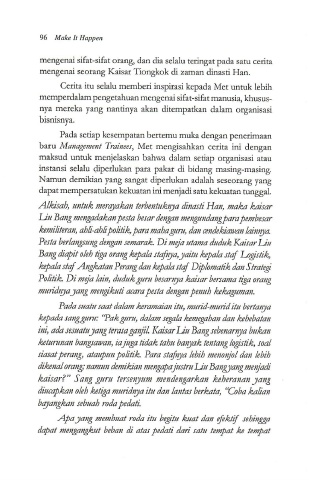 96 Make It Happen
mengenai sifat-sifat orang, dan dia selalu teringat pada satu cerita
mengenai seorang Kaisar Tiongkok di zaman dinasti Han.
Cerita itu selalu memberi inspirasi kepada Met untuk lebih
memperdalam pengetahuan mengenai sifat-sifat manusia, khusus-
nya mereka yang nantinya akan ditempatkan dalam organisasi
bisnisnya.
Pada setiap kesempatan bertemu muka dengan penerimaan
baru Management Trainees, Met mengisahkan cerita ini dengan
maksud untuk menjelaskan bahwa dalam setiap organisasi atau
instansi selalu diperlukan para pakar di bidang masing-masing.
Namun demikian yang sangat diperlukan adalah seseorang yang
dapat mempersatukan kekuatan ini menjadi satu kekuatan tunggal.
Alkisah, untuk merayakan terbentuknya dinasti Han, maka kaisar
Liu Bang mengadakan pesta besar dengan mengundang para pembesar
kemiliteran, ahli-ahli politik, para maha guru, dan cendekiawan lainnya.
Pesta berlangsung dengan semarak. Di meja utama duduk Kaisar Liu
Bang diapit oleh tiga orang kepala stafnya, yaitu kepala staf Logistik,
kepala staf Angkatan Perang dan kepala staf Diplomatik dan Strategi
Politik. Di meja lain, duduk guru besarnya kaisar bersama tiga orang
muridnya yang mengikuti acara pesta dengan penuh kekaguman.
Pada suatu saat dalam keramaian itu, murid-murid itu bertanya
kepada sang guru: "Pak guru, dalam segala kemegahan dan kehebatan
ini, ada sesuatu yang terasa ganjil. Kaisar Liu Bang sebenarnya bukan
keturunan bangsawan, ia juga tidak tahu banyak tentang logistik, soal
siasat perang, ataupun politik. Para stafnya lebih menonjol dan lebih
dikenal orang; namun demikian mengapa justru Liu Bang yang menjadi
kaisar?" Sang guru tersenyum mendengarkan keheranan yang
diucapkan oleh ketiga muridnya itu dan lantas berkata, "Coba kalian
bayangkan sebuah roda pedati.
Apa yang membuat roda itu begitu kuat dan efektif sehingga
dapat mengangkut beban di atas pedati dari satu tempat ke tempat